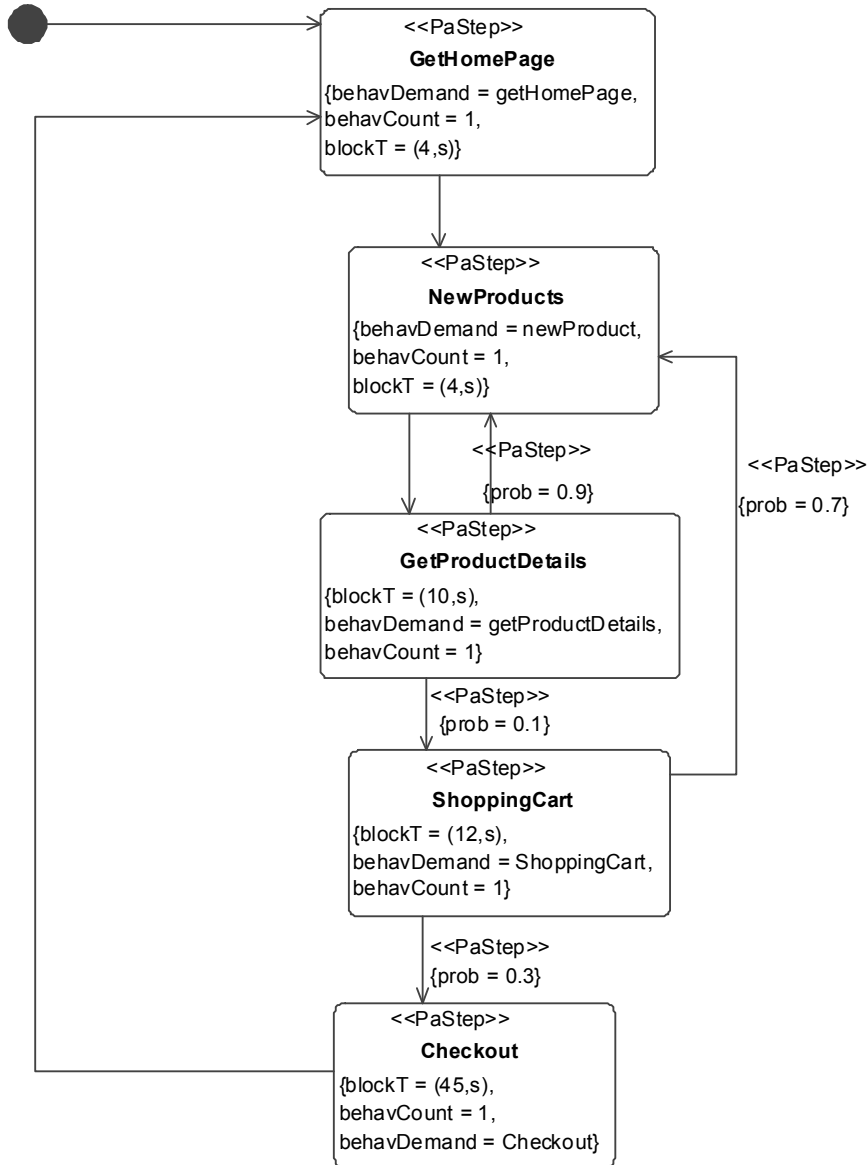 <<PaStep>>
GetHomePage
{behavDemand = getHomePage,
behavCount = 1,
blockT = (4,s)}
<<PaStep>>
NewProducts
{behavDemand = newProduct,
behavCount = 1,
blockT = (4,s)}
<<PaStep>>
{prob = 0.9}
<<PaStep>>
{prob = 0.7}
<<PaStep>>
GetProductDetails
{blockT = (10,s),
behavDemand = getProductDetails,
behavCount = 1}
<<PaStep>>
{prob = 0.1}
<<PaStep>>
ShoppingCart
{blockT = (12,s),
behavDemand = ShoppingCart,
behavCount = 1}
<<PaStep>>
{prob = 0.3}
<<PaStep>>
Checkout
{blockT = (45,s),
behavCount = 1,
behavDemand = Checkout}